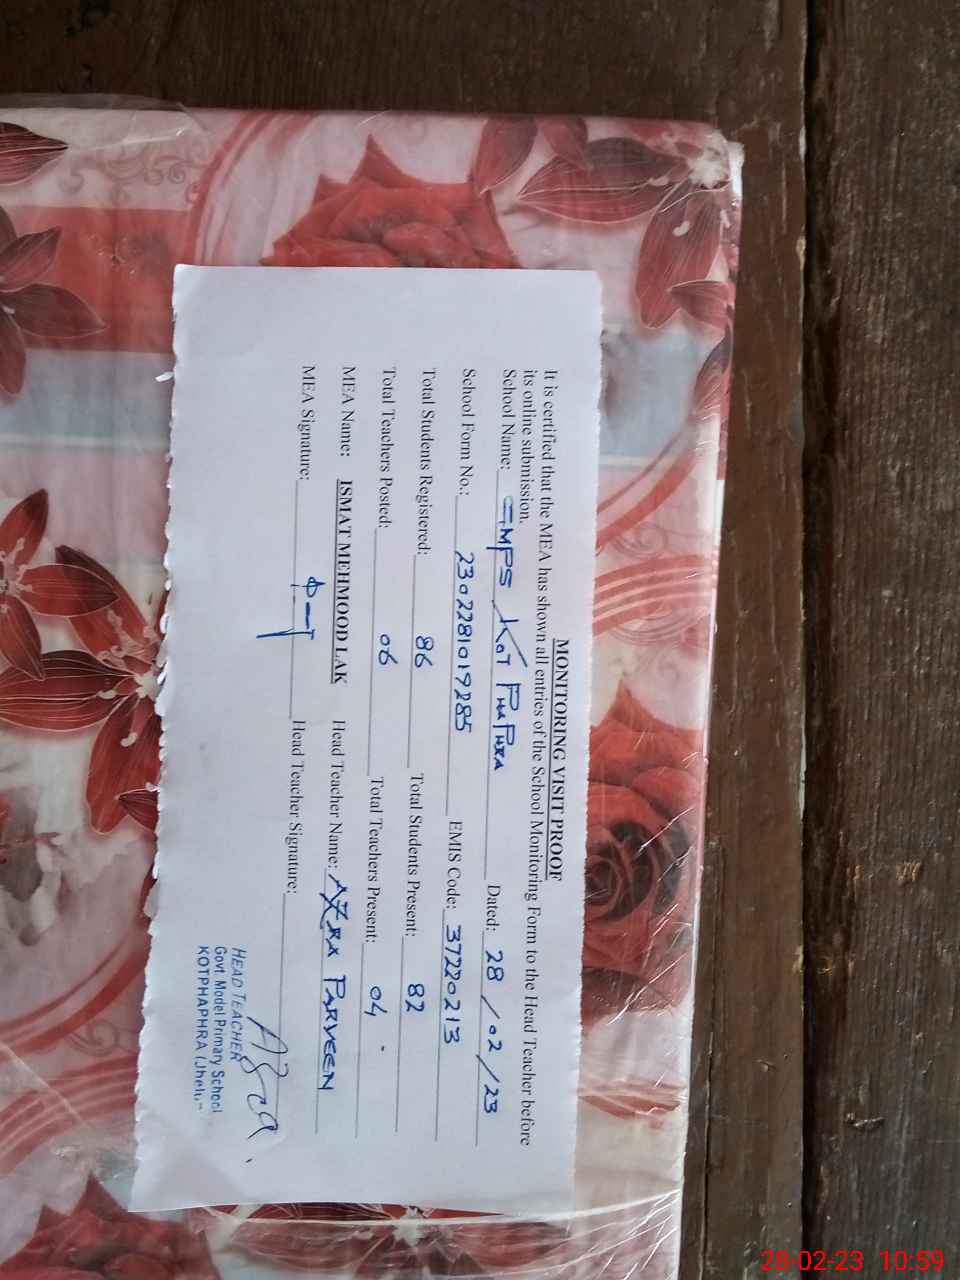 MONITORING VISIT PROOF
It is certified that the MEA has shown all entries of the School Monitoring Form to the Head Teacher before
its online submission.
School Name: GMPS KOT PHAPHRA Dated: 28/02/23
School Form No.: 2302281019285 EMIS Code: 37220213
Total Students Registered: 86 Total Students Present: 82
Total Teachers Posted: 06 Total Teachers Present: 04
MEA Name: ISMAT MEHMOOD LAK Head Teacher Name: AZRA PARVEEN
MEA Signature: Head Teacher Signature: Azra
HEAD TEACHER
Govt. Model Primary School
KOTPHAPHRA
28-02-23 10:59